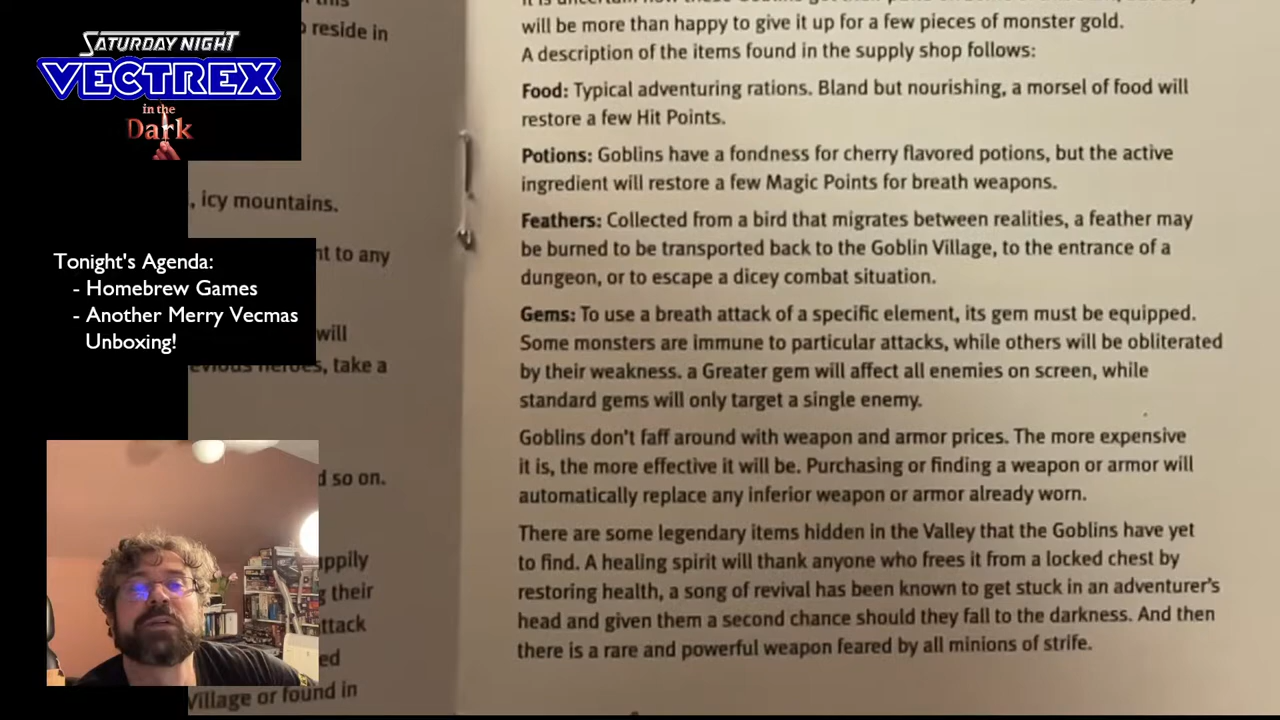 SATURDAY NIGHT
VECTREX
in the
Dark
Tonight's Agenda:
- Homebrew Games
- Another Merry Vecmas
Unboxing!
reside in
, icy mountains.
to any
will
take a
so on.
their
Village or found in
will be more than happy to give it up for a few pieces of monster gold.
A description of the items found in the supply shop follows:
Food: Typical adventuring rations. Bland but nourishing, a morsel of food will
restore a few Hit Points.
Potions: Goblins have a fondness for cherry flavored potions, but the active
ingredient will restore a few Magic Points for breath weapons.
Feathers: Collected from a bird that migrates between realities, a feather may
be burned to be transported back to the Goblin Village, to the entrance of a
dungeon, or to escape a dicey combat situation.
Gems: To use a breath attack of a specific element, its gem must be equipped.
Some monsters are immune to particular attacks, while others will be obliterated
by their weakness. a Greater gem will affect all enemies on screen, while
standard gems will only target a single enemy.
Goblins don't faff around with weapon and armor prices. The more expensive
it is, the more effective it will be. Purchasing or finding a weapon or armor will
automatically replace any inferior weapon or armor already worn.
There are some legendary items hidden in the Valley that the Goblins have yet
to find. A healing spirit will thank anyone who frees it from a locked chest by
restoring health, a song of revival has been known to get stuck in an adventurer's
head and given them a second chance should they fall to the darkness. And then
there is a rare and powerful weapon feared by all minions of strife.